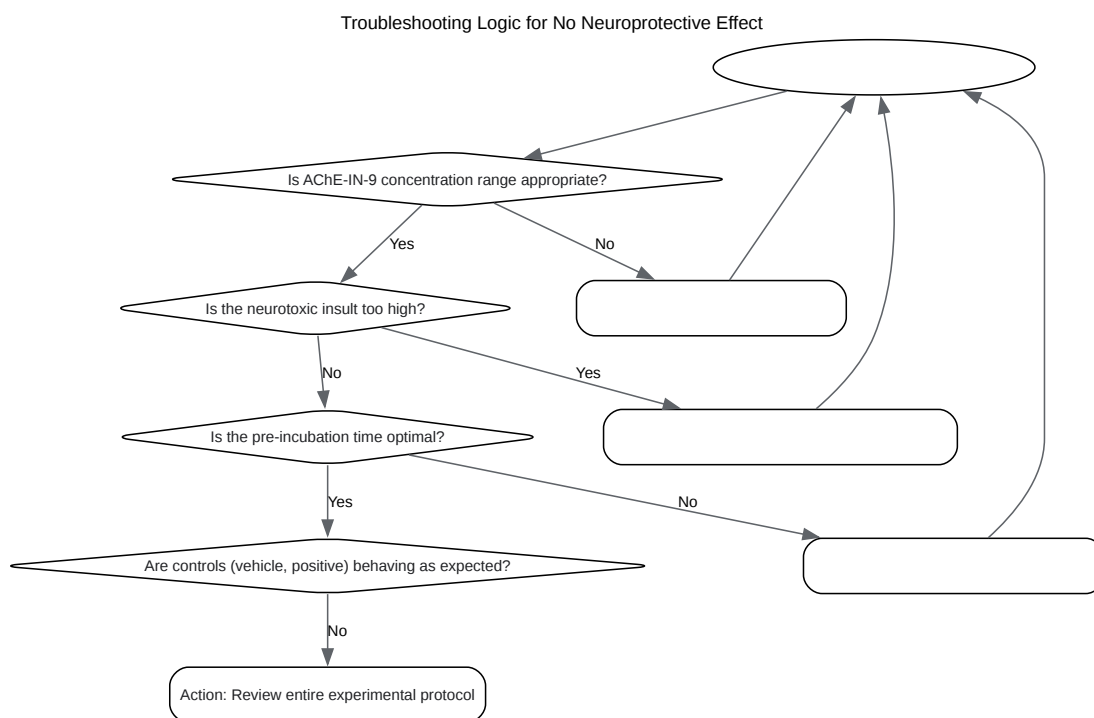 Troubleshooting Logic for No Neuroprotective Effect
Is AChE-IN-9 concentration range appropriate?
Yes
No
Is the neurotoxic insult too high?
No
Yes
Is the pre-incubation time optimal?
Yes
No
Are controls (vehicle, positive) behaving as expected?
No
Action: Review entire experimental protocol